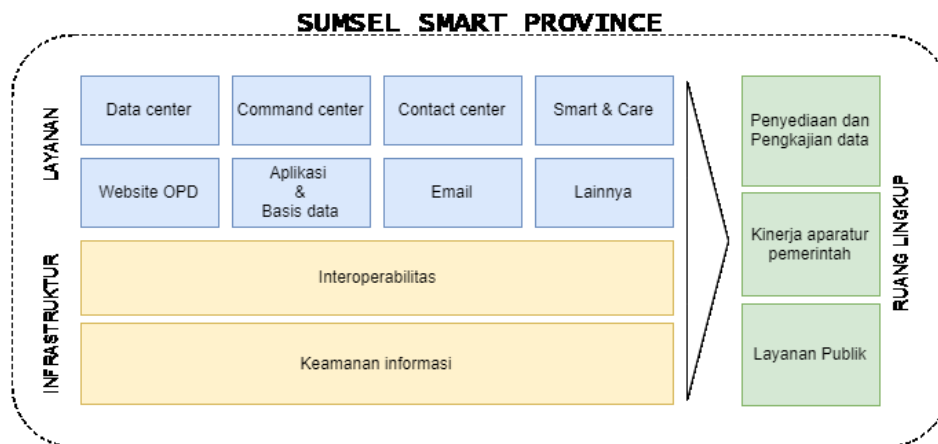 SUMSEL SMART PROVINCE
LAYANAN
Data center
Command center
Contact center
Smart & Care
Website OPD
Aplikasi
&
Basis data
Email
Lainnya
INFRASTRUKTUR
Interoperabilitas
Keamanan informasi
Penyediaan dan
Pengkajian data
Kinerja aparatur
pemerintah
Layanan Publik
RUANG LINGKUP